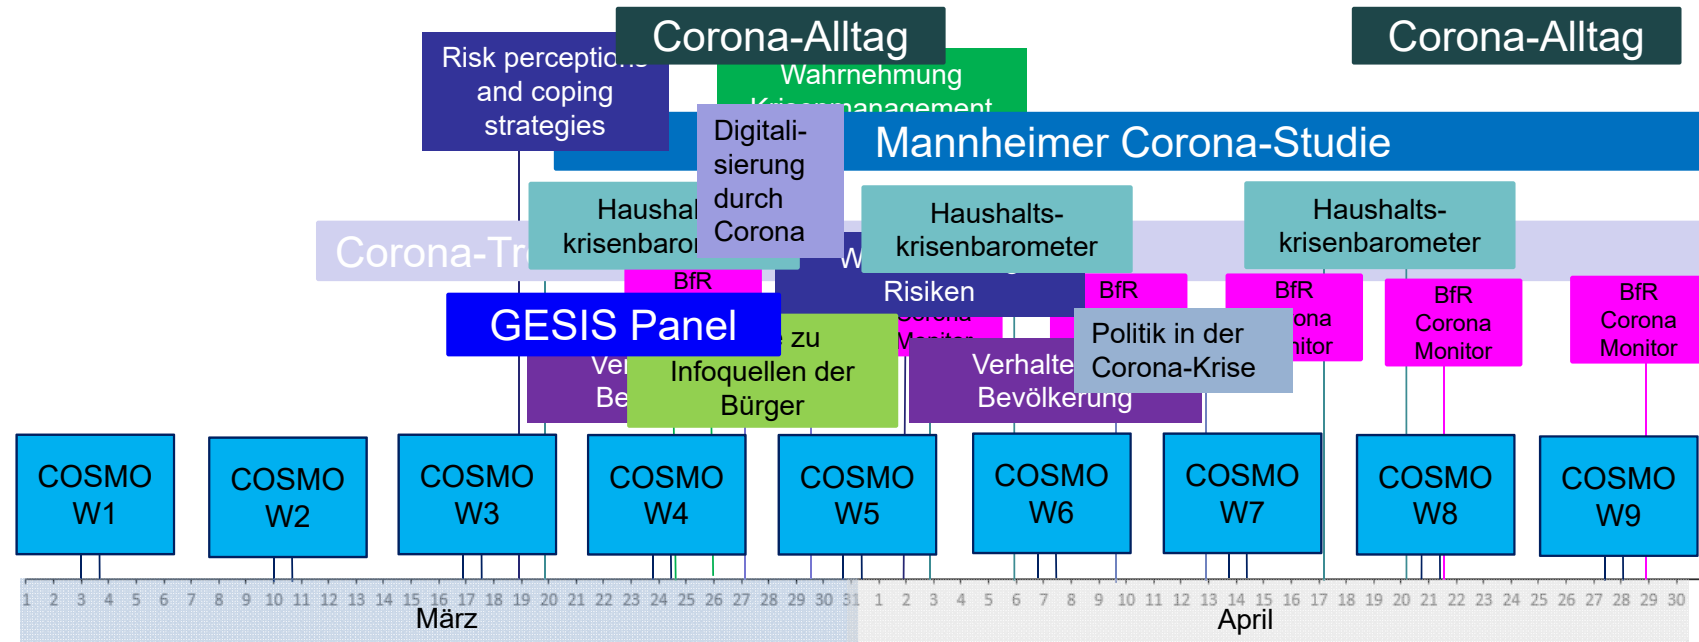 Corona-Alltag
Corona-Alltag
Risk perceptions
and coping
strategies
Wahrnehmung
Krisenmanagement
Mannheimer Corona-Studie
Digitali-
sierung
durch
Corona
Haushalts-
krisenbarometer
Haushalts-
krisenbarometer
Corona-Tr
Risiken
BfR
BfR
BfR
Corona
Monitor
BfR
Corona
Monitor
BfR
Corona
Monitor
GESIS Panel
zu
Infoquellen der
Bürger
Bevölkerung
Politik in der
Corona-Krise
COSMO
W1
COSMO
W2
COSMO
W3
COSMO
W4
COSMO
W5
COSMO
W6
COSMO
W7
COSMO
W8
COSMO
W9
1 2 3 4 5 6 7 8 9 10 11 12 13 14 15 16 17 18 19 20 21 22 23 24 25 26 27 28 29 30 31 1 2 3 4 5 6 7 8 9 10 11 12 13 14 15 16 17 18 19 20 21 22 23 24 25 26 27 28 29 30
März
April